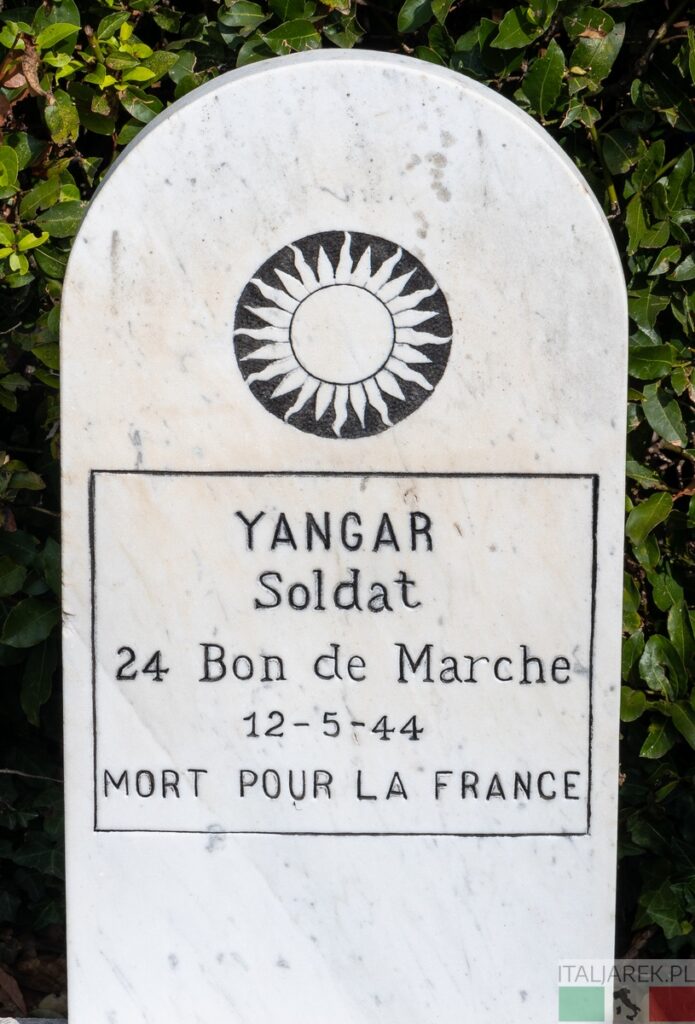 YANGAR
Soldat
24 Bon de Marche
12-5-44
MORT POUR LA FRANCE
ITALJAREK.PL